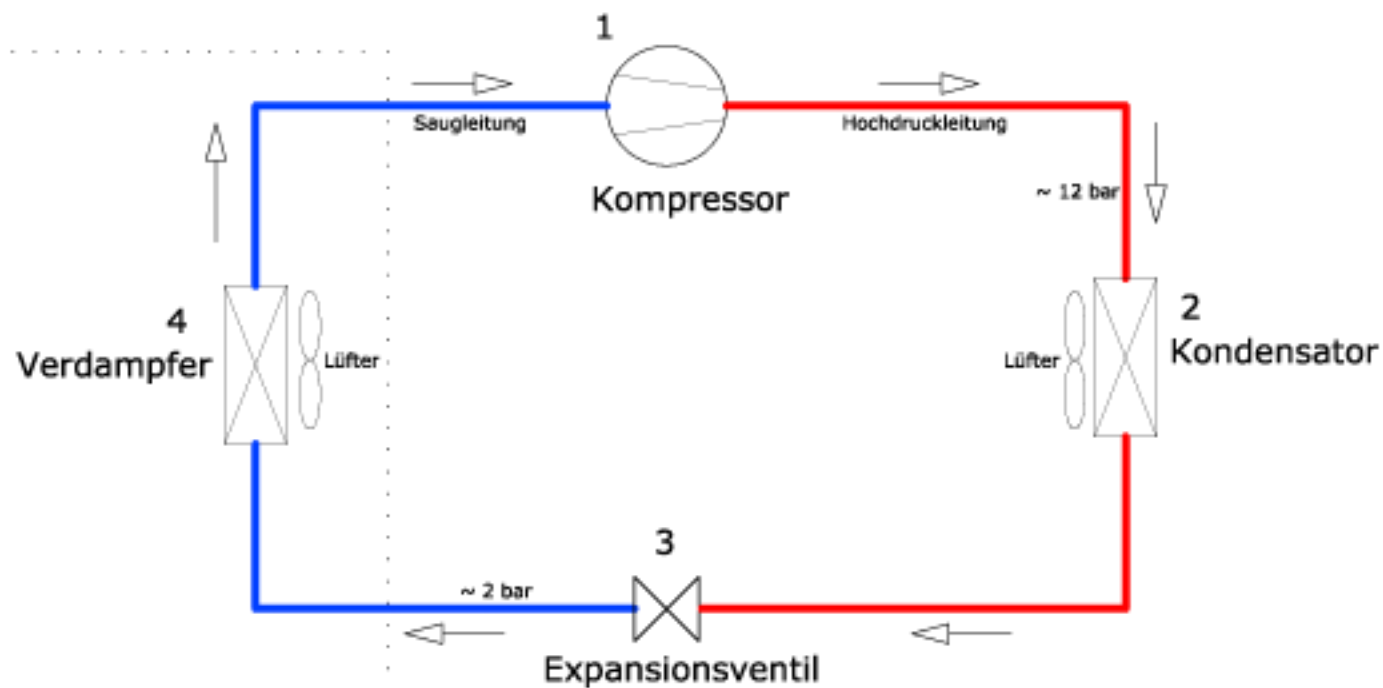 1
Saugleitung
Hochdruckleitung
Kompressor
~ 12 bar
4
Verdampfer
Lüfter
Lüfter
2
Kondensator
3
~ 2 bar
Expansionsventil